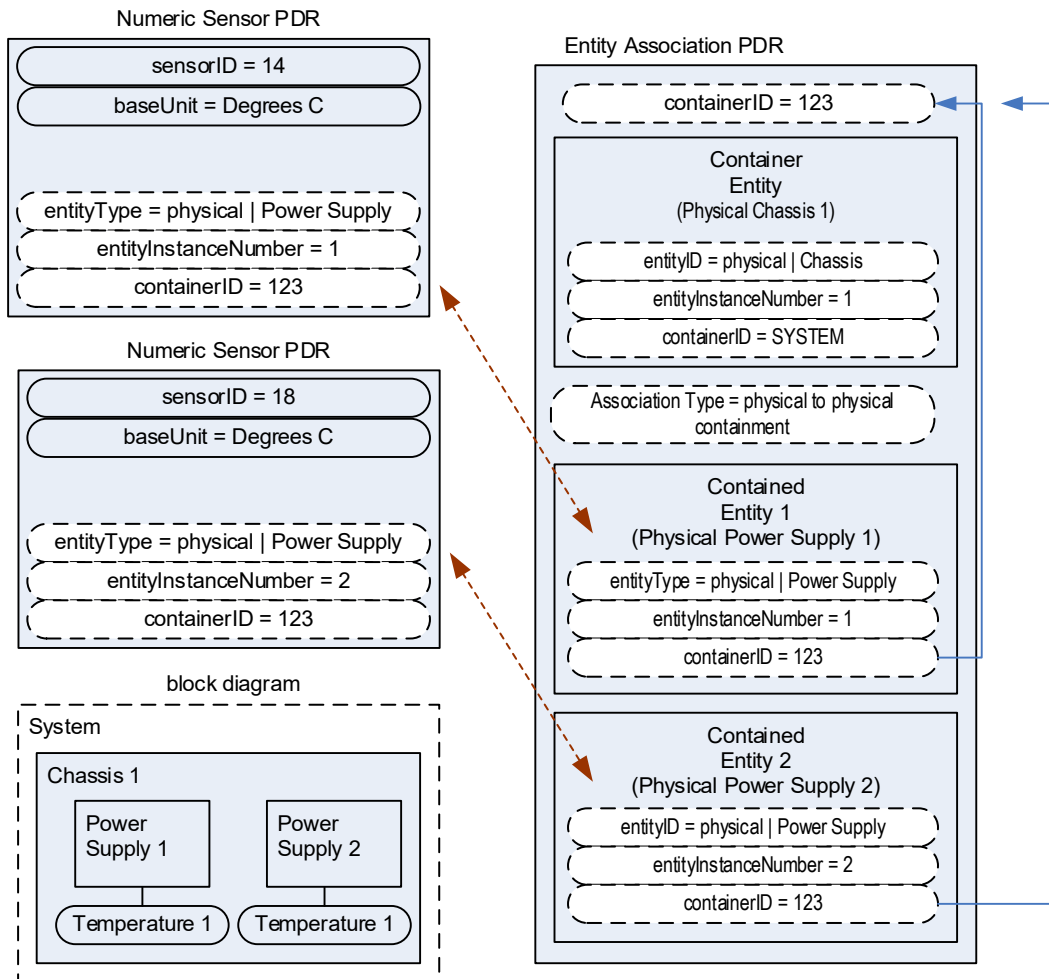 Numeric Sensor PDR
sensorID = 14
baseUnit = Degrees C
entityType = physical | Power Supply
entityInstanceNumber = 1
containerID = 123
Numeric Sensor PDR
sensorID = 18
baseUnit = Degrees C
entityType = physical | Power Supply
entityInstanceNumber = 2
containerID = 123
block diagram
System
Chassis 1
Power
Supply 1
Power
Supply 2
Temperature 1
Temperature 1
Entity Association PDR
containerID = 123
Container
Entity
(Physical Chassis 1)
entityID = physical | Chassis
entityInstanceNumber = 1
containerID = SYSTEM
Association Type = physical to physical
containment
Contained
Entity 1
(Physical Power Supply 1)
entityType = physical | Power Supply
entityInstanceNumber = 1
containerID = 123
Contained
Entity 2
(Physical Power Supply 2)
entityID = physical | Power Supply
entityInstanceNumber = 2
containerID = 123